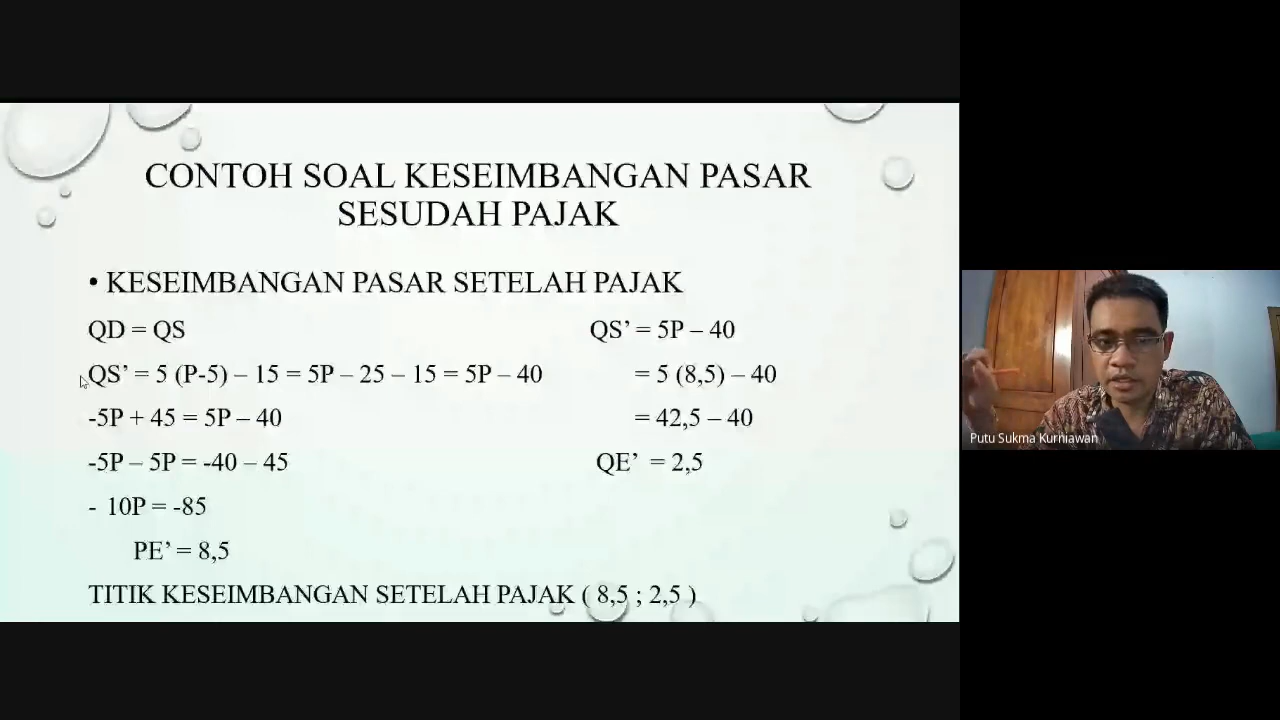 CONTOH SOAL KESEIMBANGAN PASAR
SESUDAH PAJAK
• KESEIMBANGAN PASAR SETELAH PAJAK
QD = QS
QS’ = 5 (P-5) – 15 = 5P – 25 – 15 = 5P – 40
-5P + 45 = 5P – 40
-5P – 5P = -40 – 45
- 10P = -85
PE’ = 8,5
TITIK KESEIMBANGAN SETELAH PAJAK ( 8,5 ; 2,5 )
QS’ = 5P – 40
= 5 (8,5) – 40
= 42,5 – 40
QE’ = 2,5
Putu Sukma Kurniawan